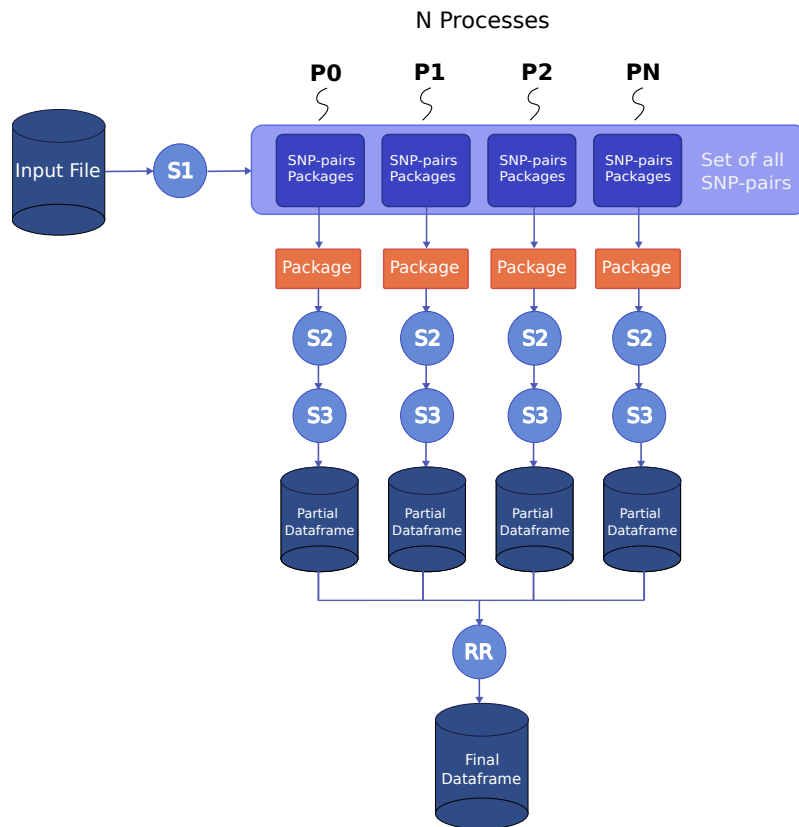 N Processes
P0 P1 P2 PN
Input File
S1
SNP-pairs
Packages
SNP-pairs
Packages
SNP-pairs
Packages
SNP-pairs
Packages
Set of all
SNP-pairs
Package Package Package Package
S2 S2 S2 S2
S3 S3 S3 S3
Partial
Dataframe
Partial
Dataframe
Partial
Dataframe
Partial
Dataframe
RR
Final
Dataframe